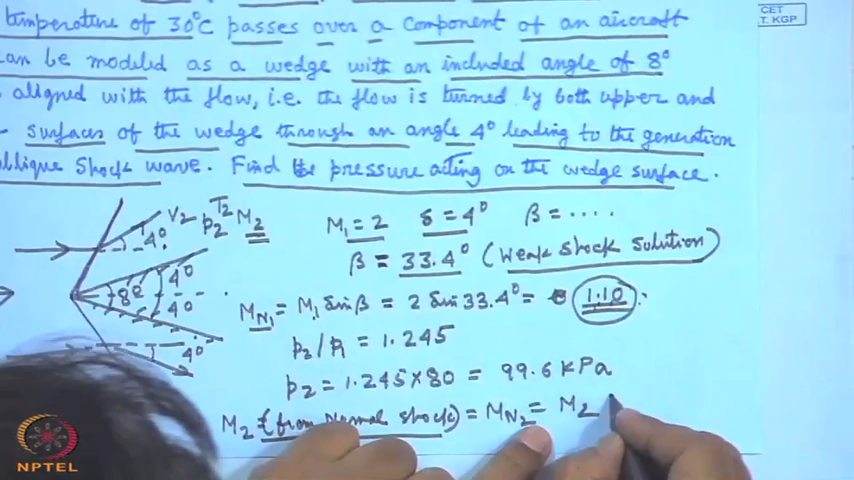 CET
T. KGP
temperature of 30°C passes over a component of an aircraft
can be modeled as a wedge with an included angle of 8°
aligned with the flow, i.e. the flow is turned by both upper and
surfaces of the wedge through an angle 4° leading to the generation
oblique shock wave. Find the pressure acting on the wedge surface.
V2 p2 T2 M2
4°
M1 = 2 δ = 4° β = ....
β = 33.4° (Weak shock solution)
8°
4°
4°
4°
MN1 = M1 sinβ = 2 sin 33.4° = 1.10
p2/p1 = 1.245
p2 = 1.245 × 80 = 99.6 kPa
M2 (from Normal shock) = MN2 = M2
NPTEL